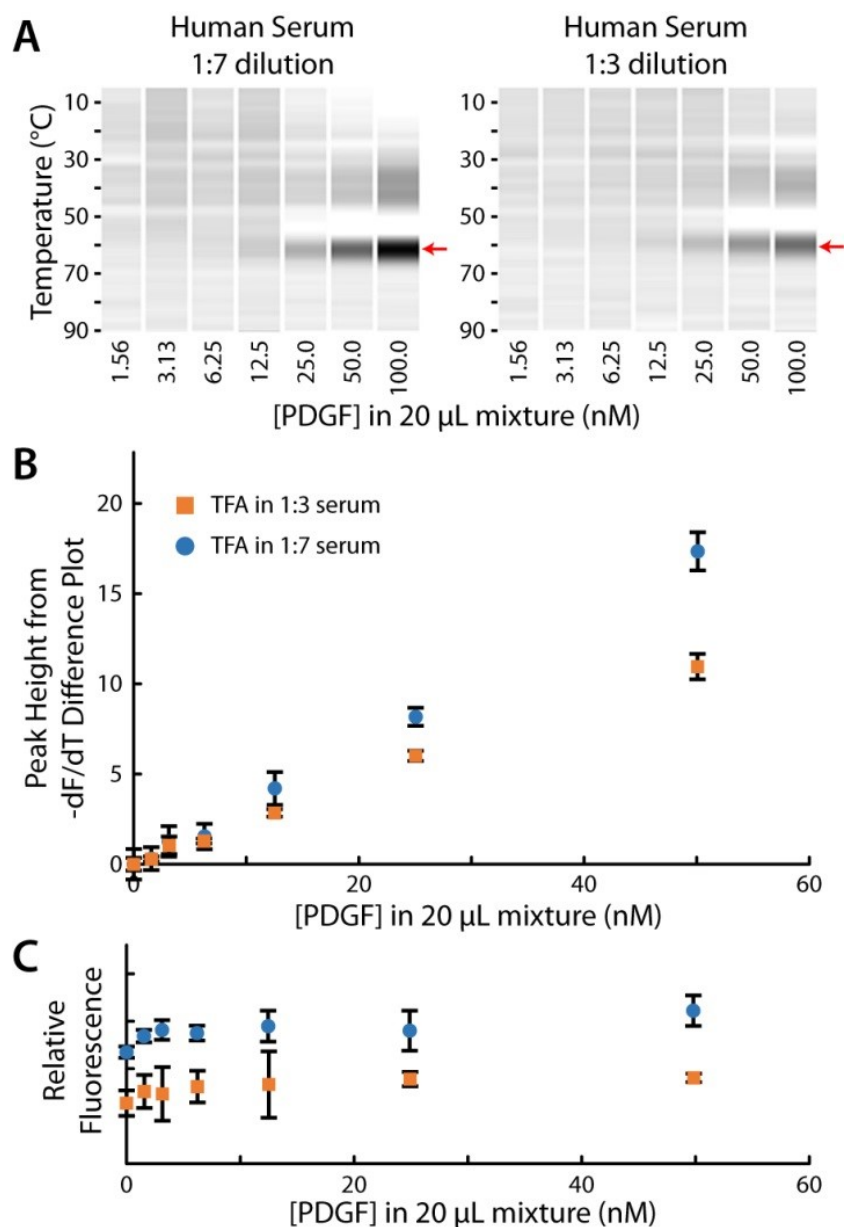 A
Human Serum
1:7 dilution
Human Serum
1:3 dilution
Temperature (°C)
10
30
50
70
90
10
30
50
70
90
1.56
3.13
6.25
12.5
25.0
50.0
100.0
1.56
3.13
6.25
12.5
25.0
50.0
100.0
[PDGF] in 20 µL mixture (nM)
B
Peak Height from
-dF/dT Difference Plot
20
15
10
5
0
TFA in 1:3 serum
TFA in 1:7 serum
0
20
40
60
[PDGF] in 20 µL mixture (nM)
C
Relative
Fluorescence
0
20
40
60
[PDGF] in 20 µL mixture (nM)